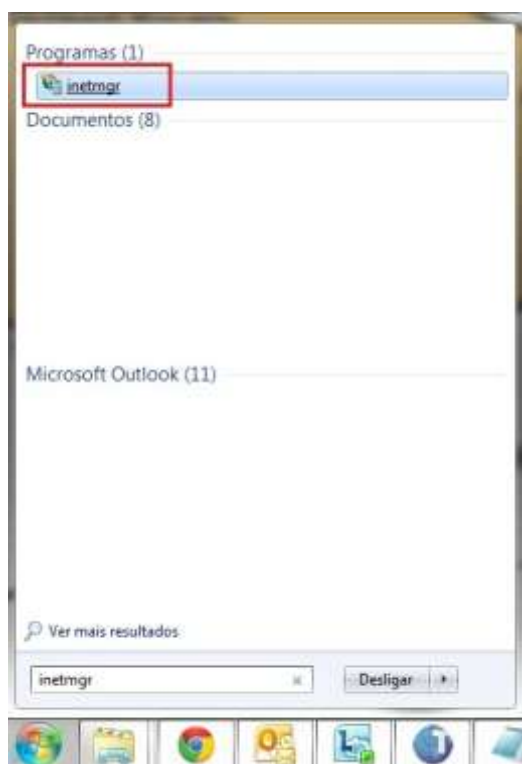 Programas (1)
inetmgr
Documentos (8)
Microsoft Outlook (11)
Ver mais resultados
inetmgr
Desligar